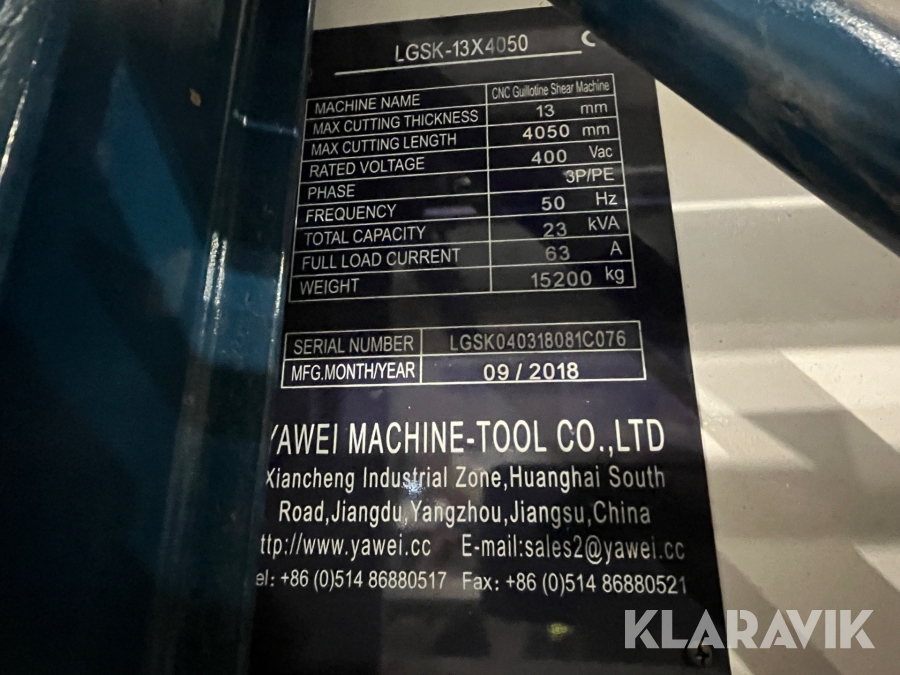 LGSK-13X4050
MACHINE NAME CNC Guillotine Shear Machine
MAX CUTTING THICKNESS 13 mm
MAX CUTTING LENGTH 4050 mm
RATED VOLTAGE 400 Vac
PHASE 3P/PE
FREQUENCY 50 Hz
TOTAL CAPACITY 23 kVA
FULL LOAD CURRENT 63 A
WEIGHT 15200 kg
SERIAL NUMBER LGSK040318081C076
MFG.MONTH/YEAR 09 / 2018
YAWEI MACHINE-TOOL CO.,LTD
Xiancheng Industrial Zone,Huanghai South
Road,Jiangdu,Yangzhou,Jiangsu,China
ttp://www.yawei.cc E-mail:sales2@yawei.cc
el: +86 (0)514 86880517 Fax: +86 (0)514 86880521
KLARAVIK